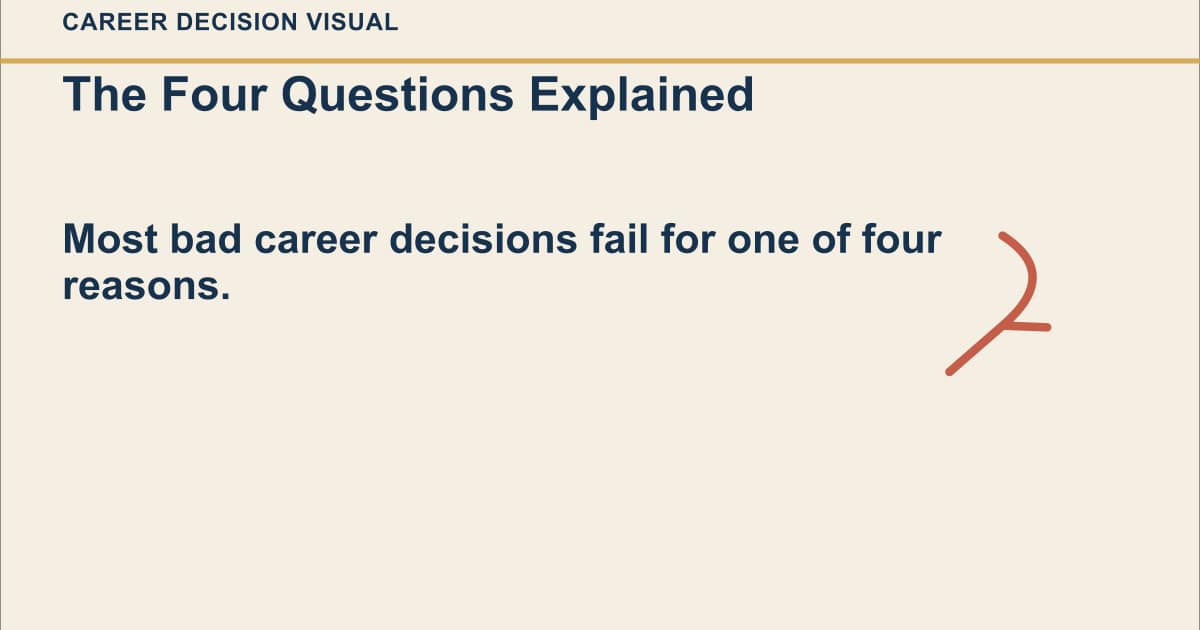 CAREER DECISION VISUAL
The Four Questions Explained
Most bad career decisions fail for one of four
reasons.